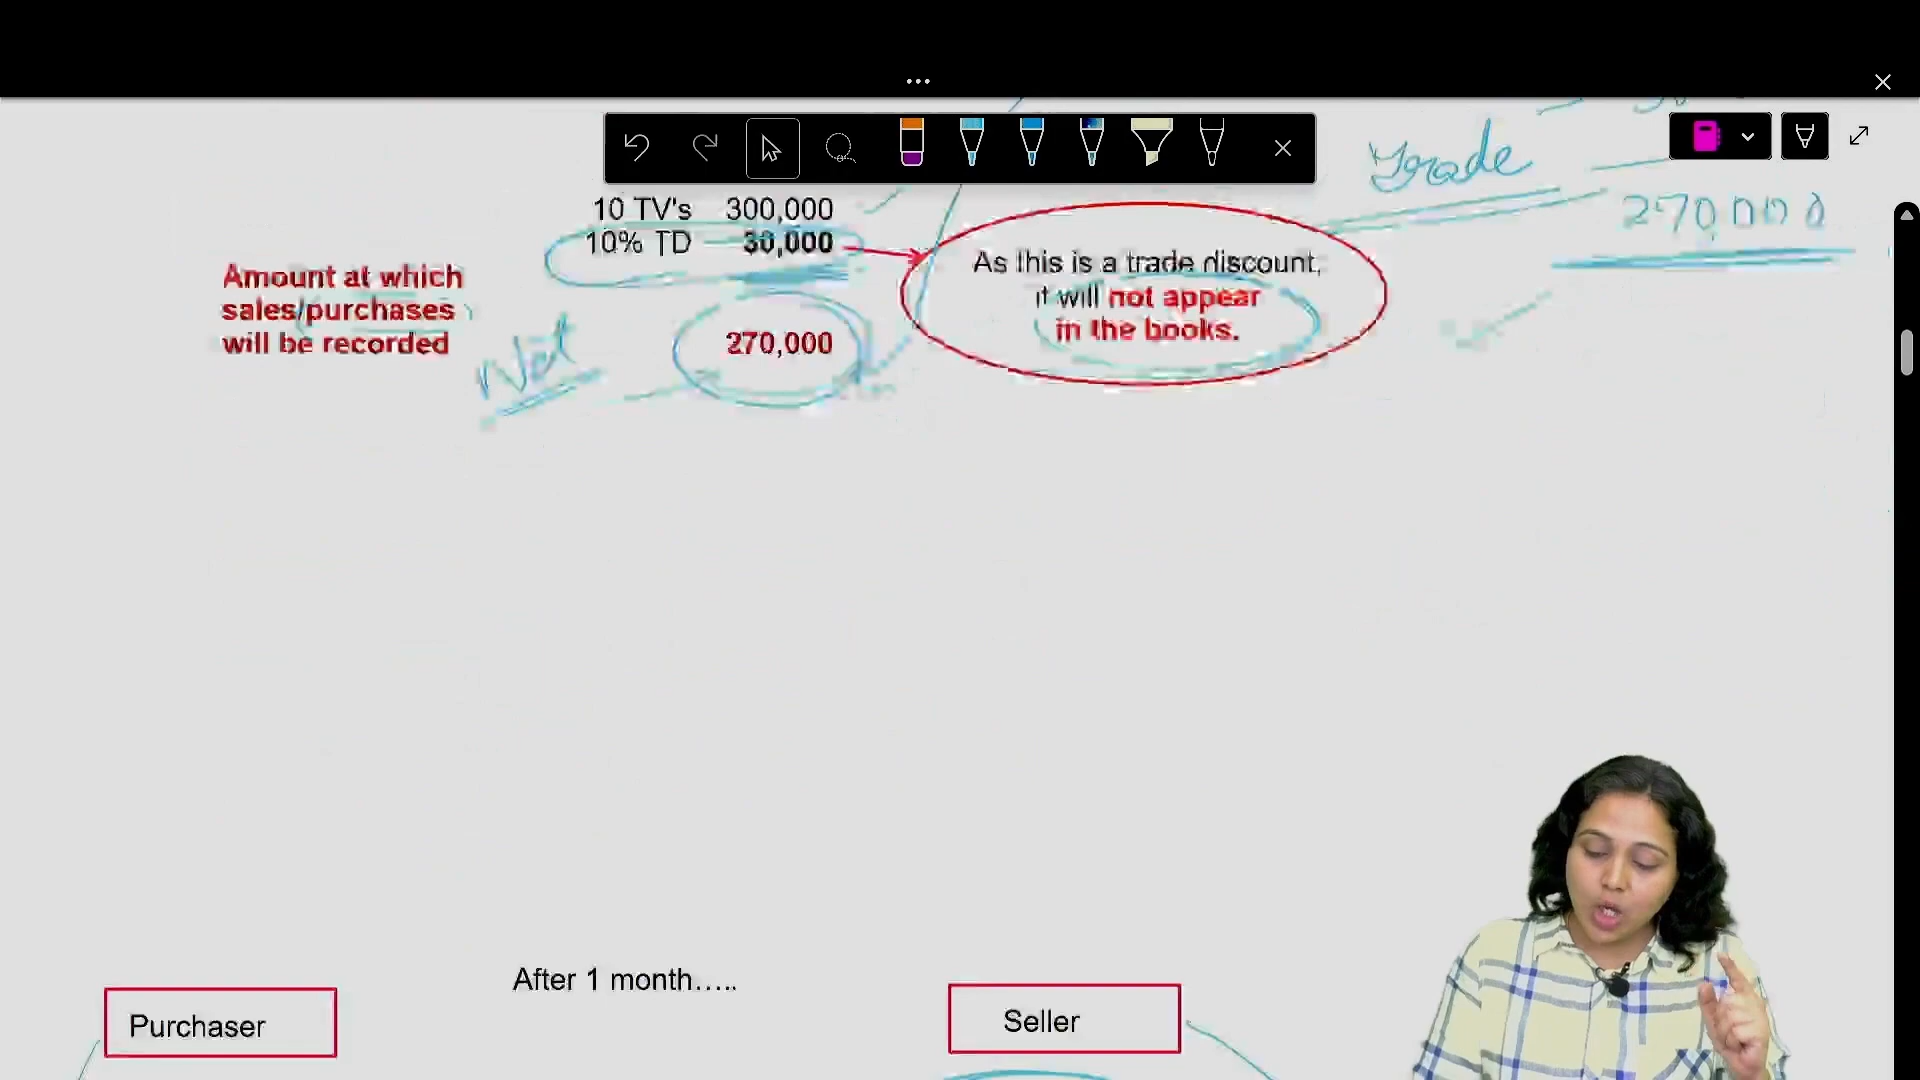 Trade
10 TV's 300,000
270,000
10% TD 30,000
Amount at which
sales/purchases
will be recorded
As this is a trade discount,
it will not appear
in the books.
Net
270,000
After 1 month.....
Purchaser
Seller